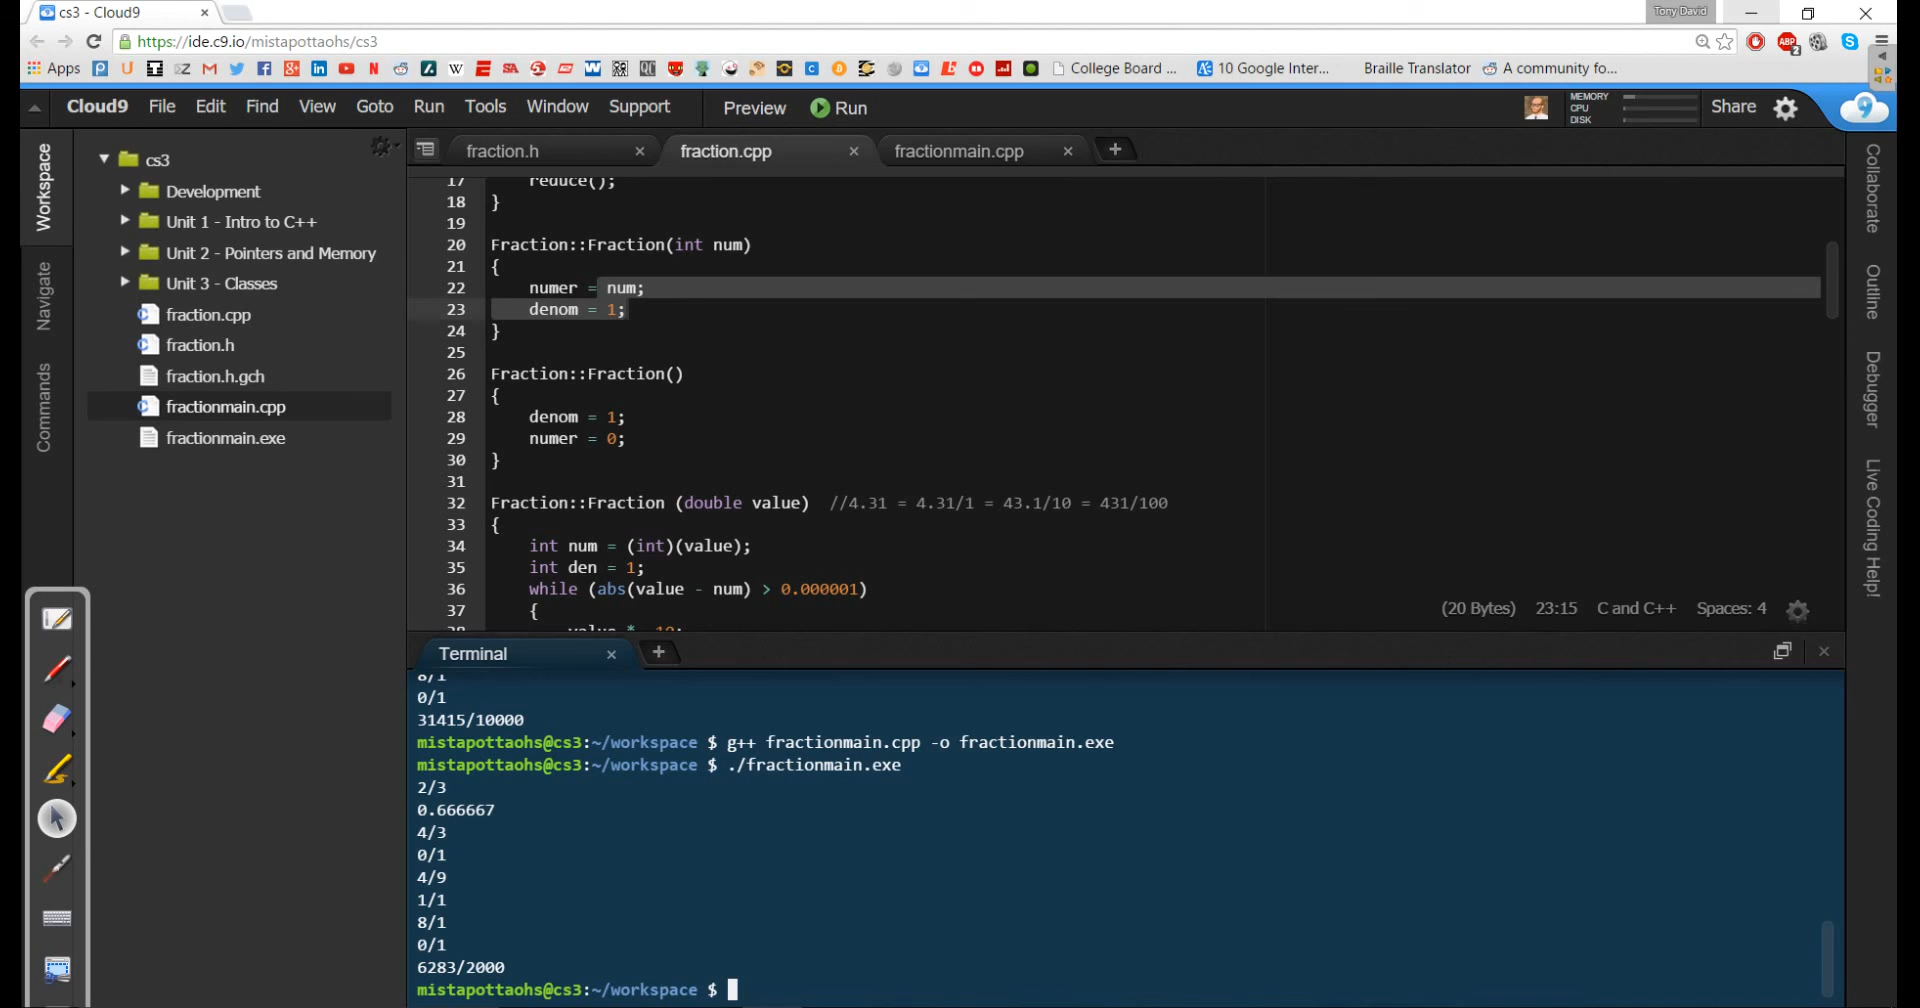 cs3 - Cloud9
Tony David
https://ide.c9.io/mistapottaohs/cs3
Apps
College Board ...
10 Google Inter...
Braille Translator
A community fo...
Cloud9 File Edit Find View Goto Run Tools Window Support
Preview Run
MEMORY
CPU
DISK
Share
Workspace
Navigate
Commands
cs3
Development
Unit 1 - Intro to C++
Unit 2 - Pointers and Memory
Unit 3 - Classes
fraction.cpp
fraction.h
fraction.h.gch
fractionmain.cpp
fractionmain.exe
fraction.h
fraction.cpp
fractionmain.cpp
17 reduce();
18 }
19
20 Fraction::Fraction(int num)
21 {
22 numer = num;
23 denom = 1;
24 }
25
26 Fraction::Fraction()
27 {
28 denom = 1;
29 numer = 0;
30 }
31
32 Fraction::Fraction (double value) //4.31 = 4.31/1 = 43.1/10 = 431/100
33 {
34 int num = (int)(value);
35 int den = 1;
36 while (abs(value - num) > 0.000001)
37 {
(20 Bytes) 23:15 C and C++ Spaces: 4
Collaborate
Outline
Debugger
Live Coding Help!
Terminal
8/1
0/1
31415/10000
mistapottaohs@cs3:~/workspace $ g++ fractionmain.cpp -o fractionmain.exe
mistapottaohs@cs3:~/workspace $ ./fractionmain.exe
2/3
0.666667
4/3
0/1
4/9
1/1
8/1
0/1
6283/2000
mistapottaohs@cs3:~/workspace $